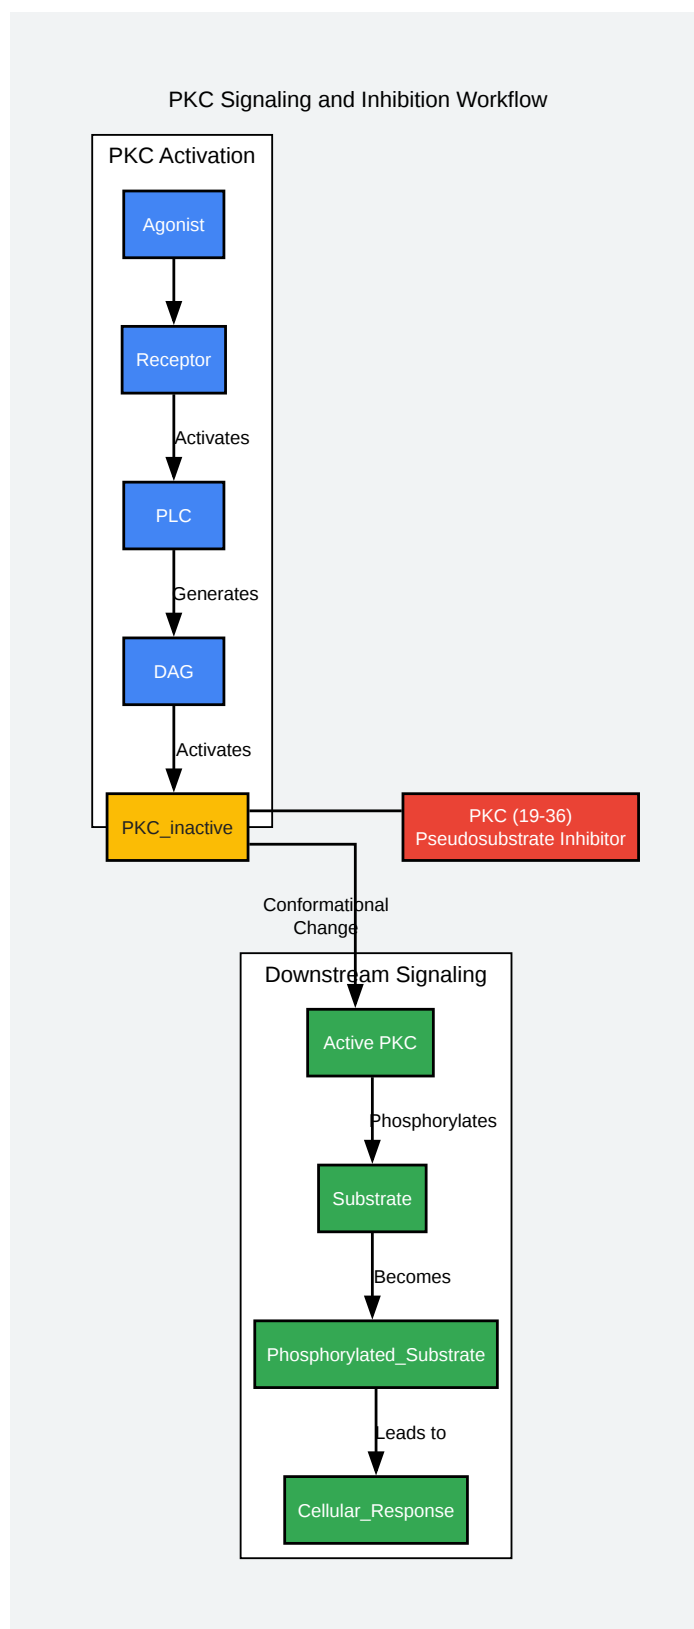 PKC Signaling and Inhibition Workflow
PKC Activation
Agonist
Receptor
Activates
PLC
Generates
DAG
Activates
PKC_inactive
PKC (19-36)
Pseudosubstrate Inhibitor
Conformational
Change
Downstream Signaling
Active PKC
Phosphorylates
Substrate
Becomes
Phosphorylated_Substrate
Leads to
Cellular_Response